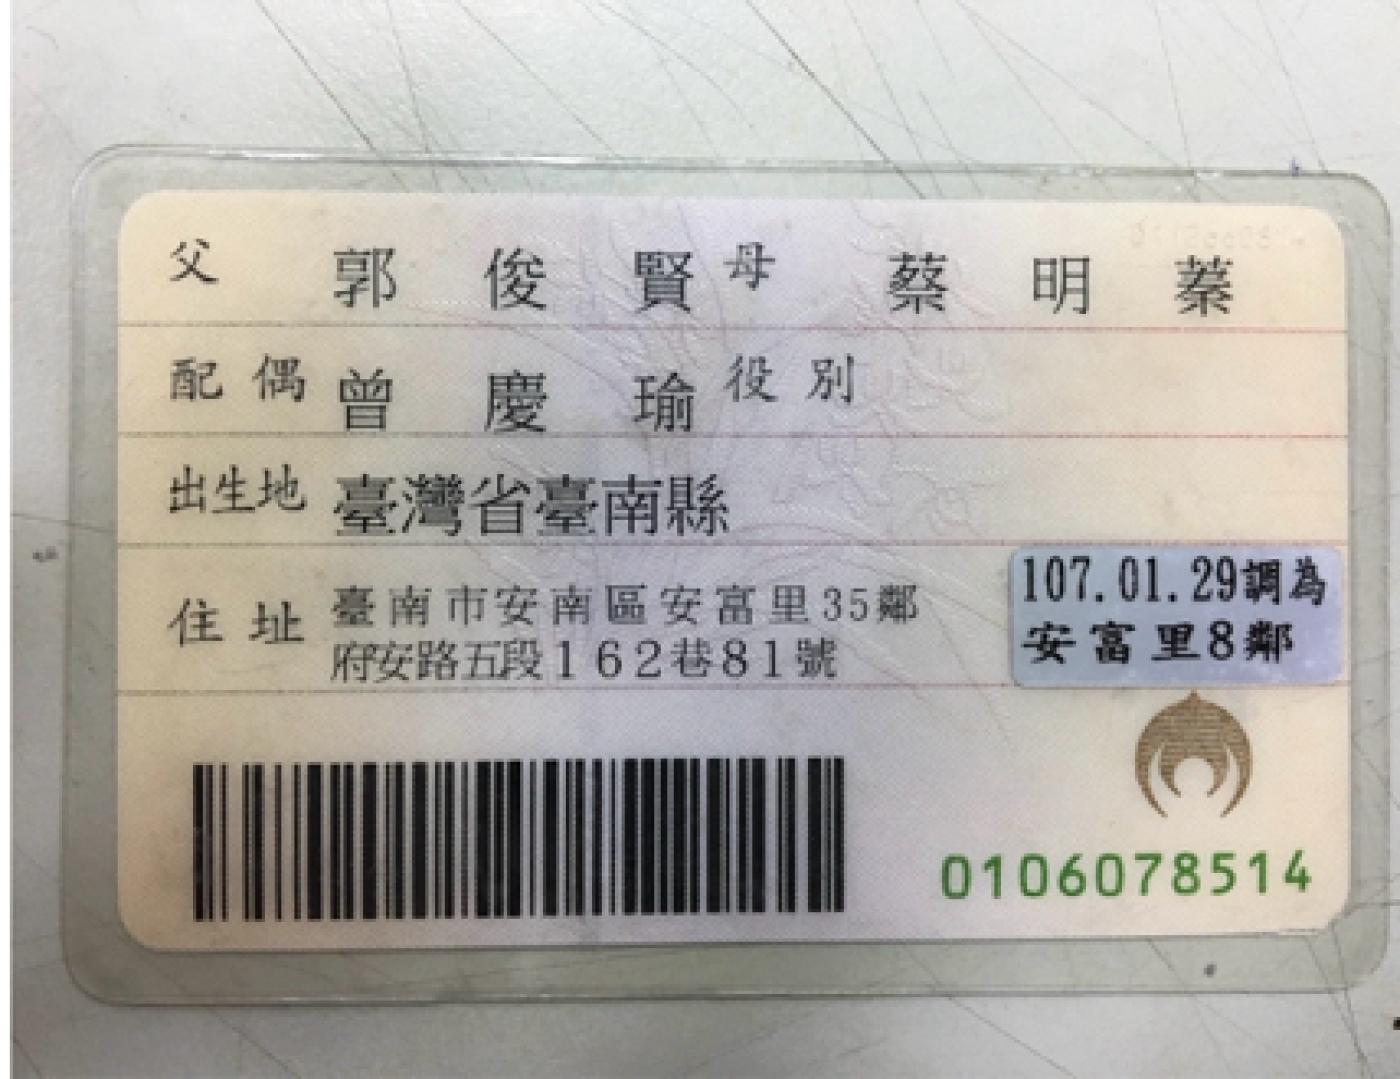 父 郭俊賢 母 蔡明蓁
配偶 曾慶瑜 役別
出生地 臺灣省臺南縣
住址 臺南市安南區安富里35鄰
府安路五段162巷81號
107.01.29調為
安富里8鄰
0106078514